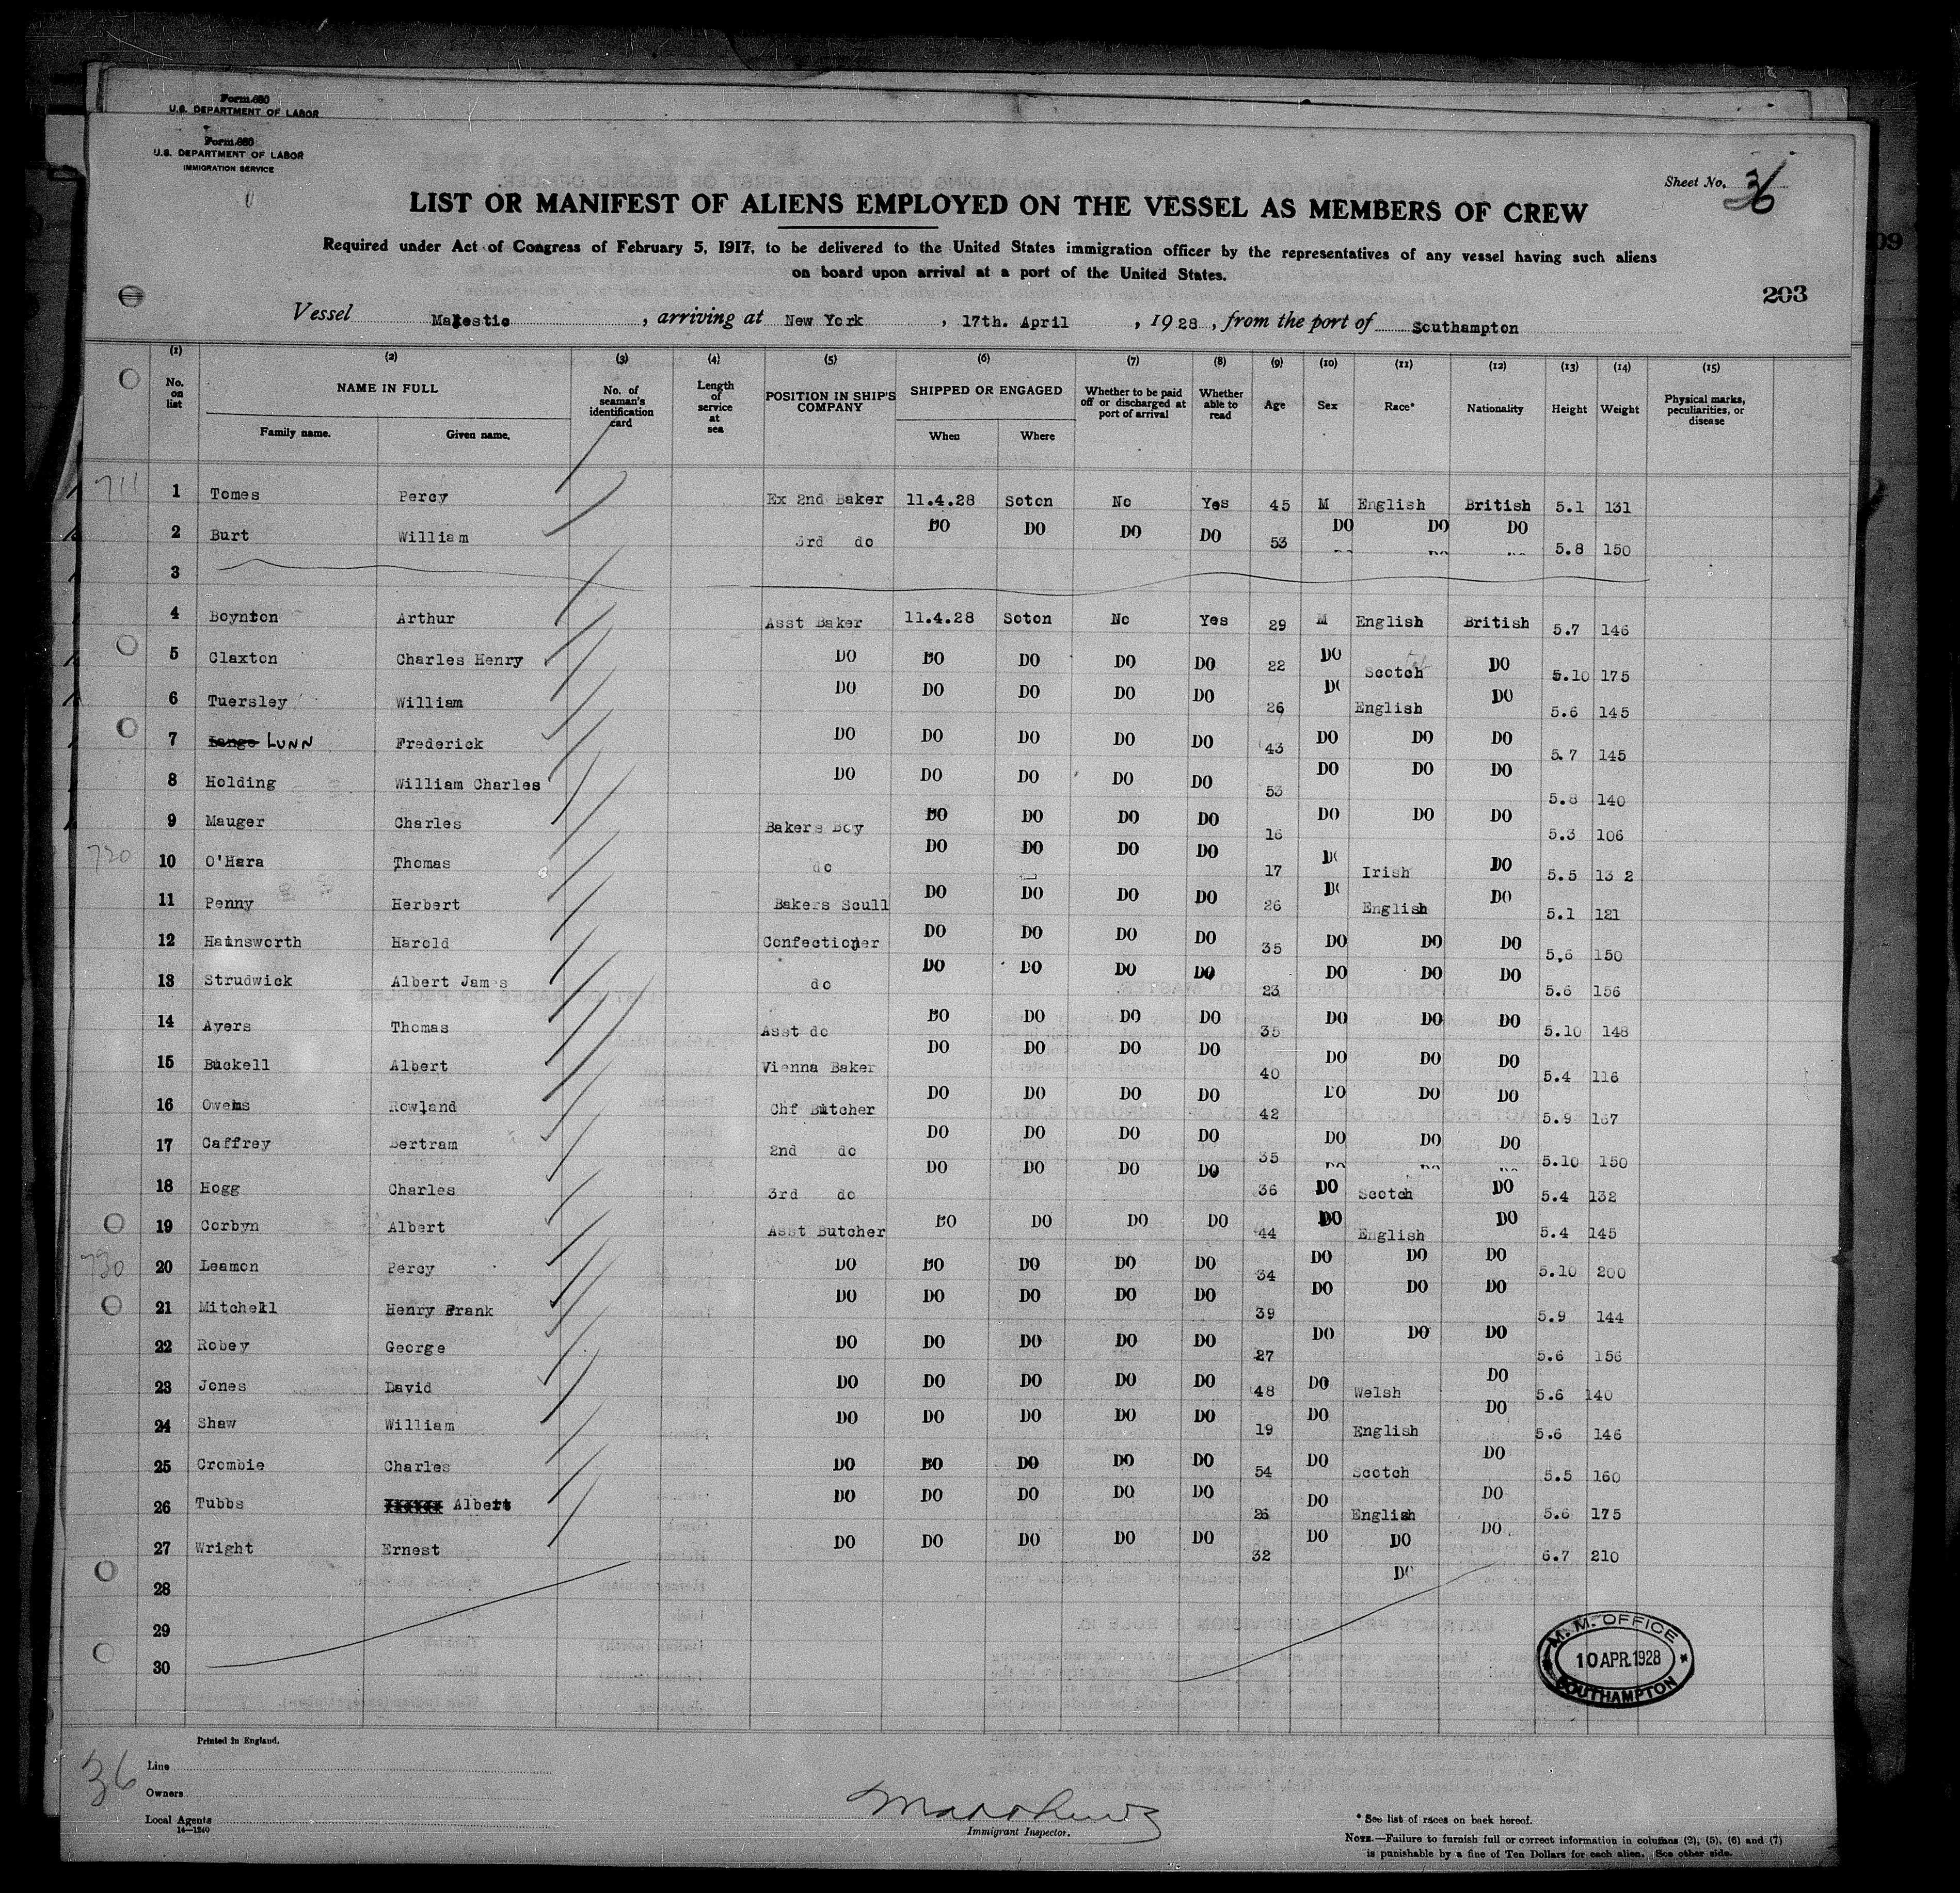 Form 680
U.S. DEPARTMENT OF LABOR
Form 680
U.S. DEPARTMENT OF LABOR
IMMIGRATION SERVICE
Sheet No. 36
LIST OR MANIFEST OF ALIENS EMPLOYED ON THE VESSEL AS MEMBERS OF CREW
Required under Act of Congress of February 5, 1917, to be delivered to the United States immigration officer by the representatives of any vessel having such aliens
on board upon arrival at a port of the United States.
203
Vessel Majestic, arriving at New York, 17th. April, 1928, from the port of Southampton
(1) (2) (3) (4) (5) (6) (7) (8) (9) (10) (11) (12) (13) (14) (15)
No. on list NAME IN FULL Family name. Given name. No. of seaman's identification card Length of service at sea POSITION IN SHIP'S COMPANY SHIPPED OR ENGAGED When Where Whether to be paid off or discharged at port of arrival Whether able to read Age Sex Race* Nationality Height Weight Physical marks, peculiarities, or disease
711 1 Tomes Percy Ex 2nd Baker 11.4.28 Soton No Yes 45 M English British 5.1 131
2 Burt William 3rd do DO DO DO DO 53 DO DO DO 5.8 150
3
4 Boynton Arthur Asst Baker 11.4.28 Soton No Yes 29 M English British 5.7 146
5 Claxton Charles Henry DO DO DO DO DO 22 DO Scotch DO 5.10 175
6 Tuersley William DO DO DO DO DO 26 DO English DO 5.6 145
7 Lange LUNN Frederick DO DO DO DO DO 43 DO DO DO 5.7 145
8 Holding William Charles DO DO DO DO DO 53 DO DO DO 5.8 140
9 Mauger Charles Bakers Boy DO DO DO DO 16 DO DO DO 5.3 106
720 10 O'Hara Thomas do DO DO DO DO 17 DO Irish DO 5.5 132
11 Penny Herbert Bakers Scull DO DO DO DO 26 DO English DO 5.1 121
12 Hainsworth Harold Confectioner DO DO DO DO 35 DO DO DO 5,6 150
13 Strudwick Albert James do DO DO DO DO 23 DO DO DO 5.6 156
14 Ayers Thomas Asst do DO DO DO DO 35 DO DO DO 5.10 148
15 Buckell Albert Vienna Baker DO DO DO DO 40 DO DO DO 5.4 116
16 Owens Rowland Chf Butcher DO DO DO DO 42 DO DO DO 5.9 167
17 Caffrey Bertram 2nd do DO DO DO DO 35 DO DO DO 5.10 150
18 Hogg Charles 3rd do DO DO DO DO 36 DO Scotch DO 5.4 132
19 Corbyn Albert Asst Butcher DO DO DO DO 44 DO English DO 5.4 145
730 20 Leamon Percy DO DO DO DO DO 34 DO DO DO 5.10 200
21 Mitchell Henry Frank DO DO DO DO DO 39 DO DO DO 5.9 144
22 Robey George DO DO DO DO DO 27 DO DO DO 5.6 156
23 Jones David DO DO DO DO DO 48 DO Welsh DO 5.6 140
24 Shaw William DO DO DO DO DO 19 DO English DO 5.6 146
25 Crombie Charles DO DO DO DO DO 54 DO Scotch DO 5.5 160
26 Tubbs Albert DO DO DO DO DO 26 DO English DO 5.6 175
27 Wright Ernest DO DO DO DO DO 32 DO DO DO 6.7 210
28 DO
29
30
M. M. OFFICE
10 APR. 1928
SOUTHAMPTON
Printed in England.
36
Line
Owners
Local Agents
14—1240
Matthews
Immigrant Inspector.
* See list of races on back hereof.
NOTE.—Failure to furnish full or correct information in columns (2), (5), (6) and (7)
is punishable by a fine of Ten Dollars for each alien. See other side.